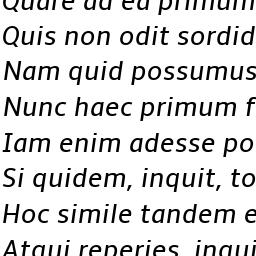 Quare ad ea primum
Quis non odit sordid
Nam quid possumus
Nunc haec primum f
Iam enim adesse po
Si quidem, inquit, to
Hoc simile tandem e
Atqui reperies, inqui